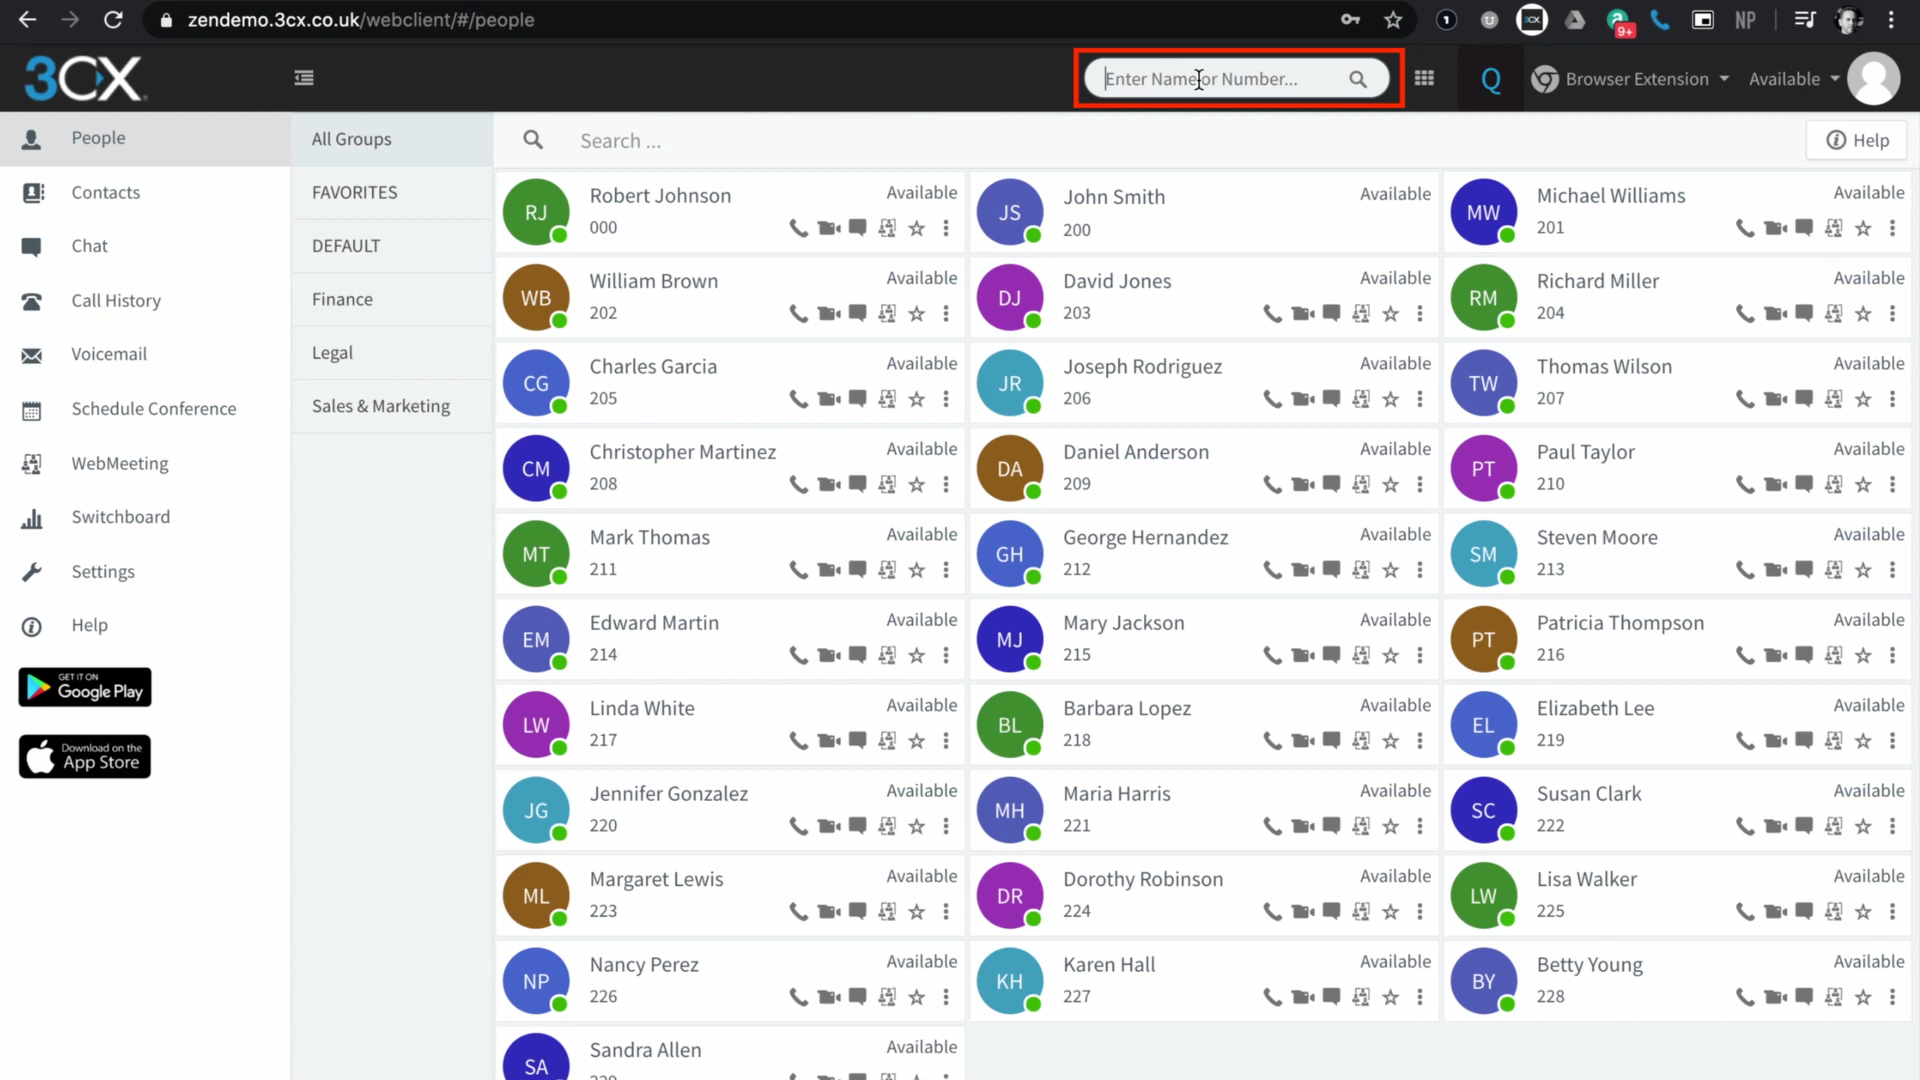 zendemo.3cx.co.uk/webclient/#/people
9+
NP
3CX
Enter Name or Number...
Q
Browser Extension
Available
People
Contacts
Chat
Call History
Voicemail
Schedule Conference
WebMeeting
Switchboard
Settings
Help
GET IT ON
Google Play
Download on the
App Store
All Groups
FAVORITES
DEFAULT
Finance
Legal
Sales & Marketing
Search ...
Help
RJ
Robert Johnson
Available
000
JS
John Smith
Available
200
MW
Michael Williams
Available
201
WB
William Brown
Available
202
DJ
David Jones
Available
203
RM
Richard Miller
Available
204
CG
Charles Garcia
Available
205
JR
Joseph Rodriguez
Available
206
TW
Thomas Wilson
Available
207
CM
Christopher Martinez
Available
208
DA
Daniel Anderson
Available
209
PT
Paul Taylor
Available
210
MT
Mark Thomas
Available
211
GH
George Hernandez
Available
212
SM
Steven Moore
Available
213
EM
Edward Martin
Available
214
MJ
Mary Jackson
Available
215
PT
Patricia Thompson
Available
216
LW
Linda White
Available
217
BL
Barbara Lopez
Available
218
EL
Elizabeth Lee
Available
219
JG
Jennifer Gonzalez
Available
220
MH
Maria Harris
Available
221
SC
Susan Clark
Available
222
ML
Margaret Lewis
Available
223
DR
Dorothy Robinson
Available
224
LW
Lisa Walker
Available
225
NP
Nancy Perez
Available
226
KH
Karen Hall
Available
227
BY
Betty Young
Available
228
SA
Sandra Allen
Available